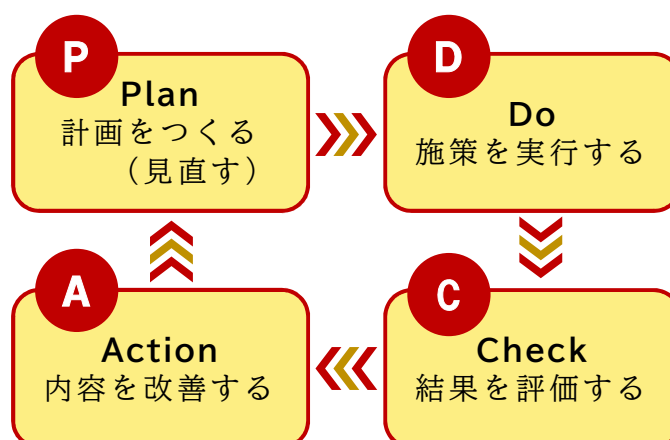 P
Plan
計画をつくる
（見直す）
D
Do
施策を実行する
C
Check
結果を評価する
A
Action
内容を改善する